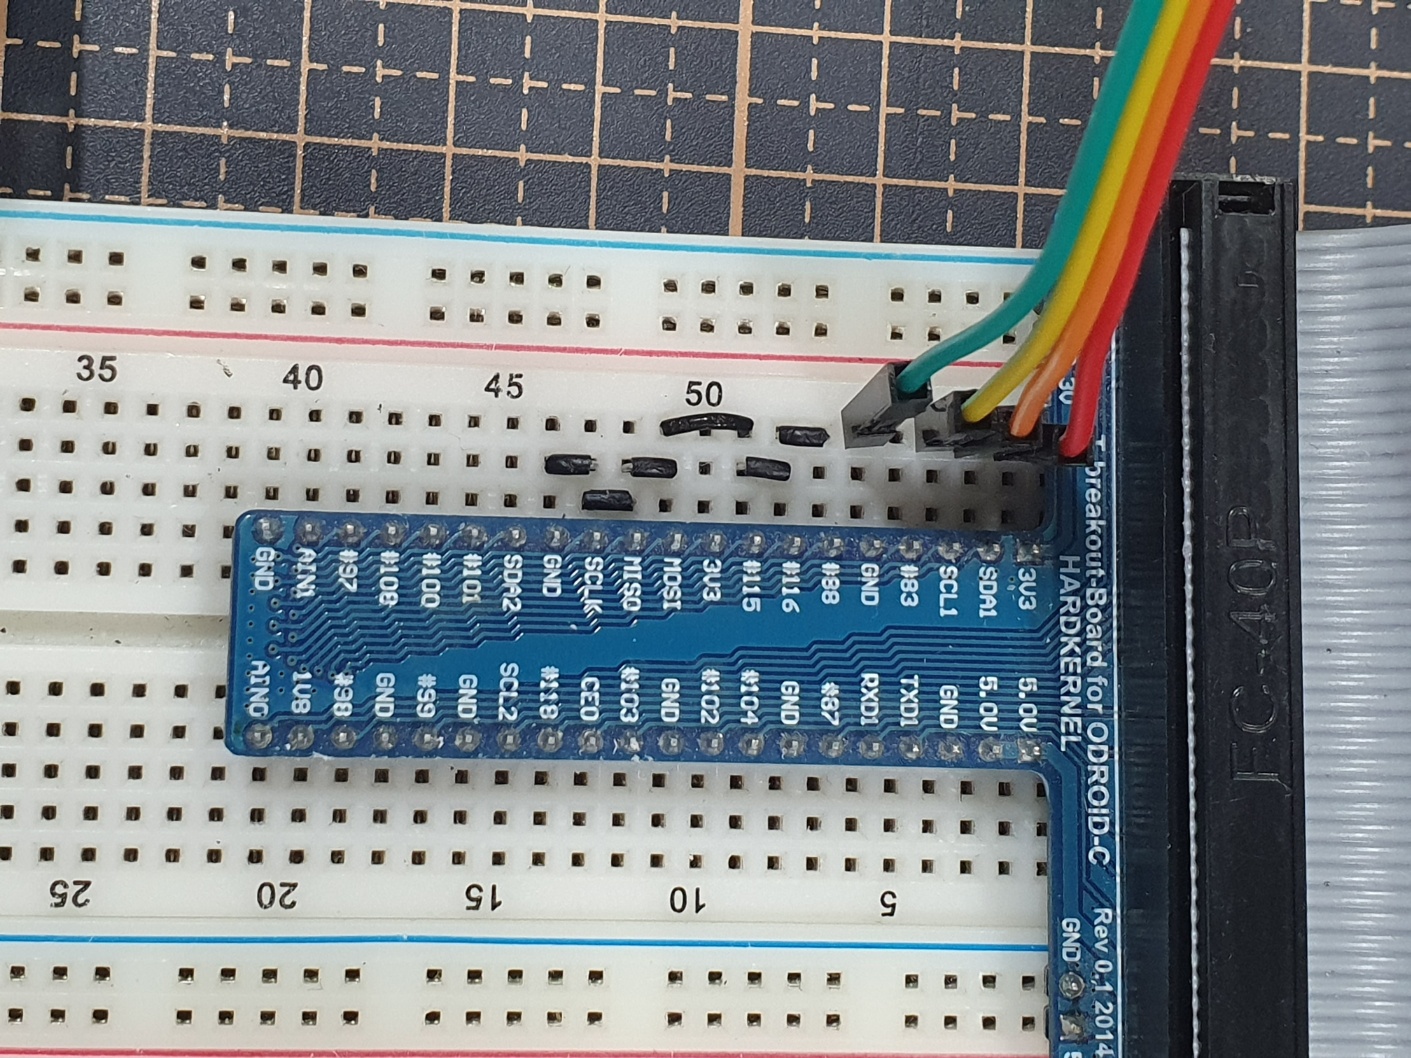 35 40 45 50
GND AIN1 #97 #108 #100 #101 SDA2 GND SCLK MISO MOSI 3V3 #115 #116 #88 GND #83 SCL1 SDA1 3V3
AIN0 1V8 #98 GND #99 GND SCL2 #118 CE0 #103 GND #102 #104 GND #87 RXD1 TXD1 GND 5.0V 5.0V
HARDKERNEL
T-breakout-Board for ODROID-C Rev 0.1 2014
FC-40P
25 20 15 10 5
GND